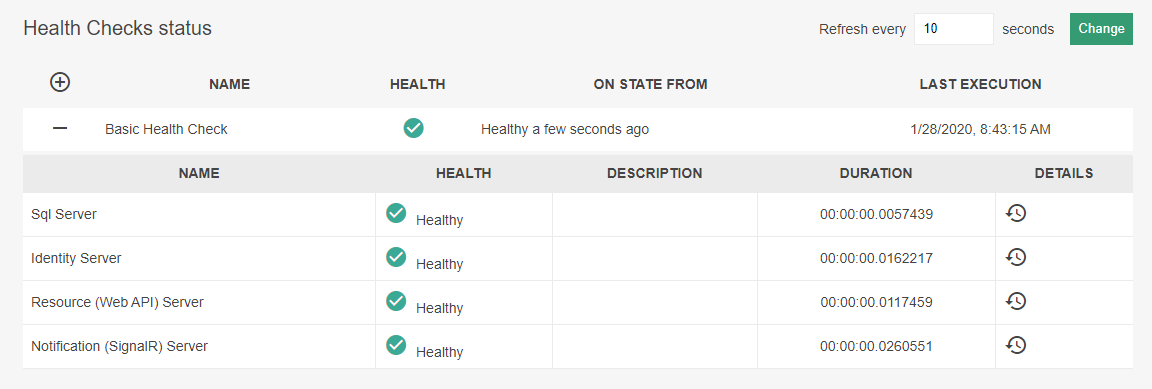 Health Checks status
Refresh every 10 seconds Change
NAME HEALTH ON STATE FROM LAST EXECUTION
Basic Health Check Healthy a few seconds ago 1/28/2020, 8:43:15 AM
NAME HEALTH DESCRIPTION DURATION DETAILS
Sql Server Healthy 00:00:00.0057439
Identity Server Healthy 00:00:00.0162217
Resource (Web API) Server Healthy 00:00:00.0117459
Notification (SignalR) Server Healthy 00:00:00.0260551